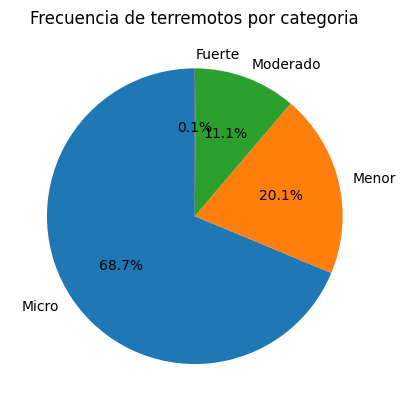 Frecuencia de terremotos por categoria
Fuerte
Moderado
0.1%
11.1%
Menor
20.1%
68.7%
Micro